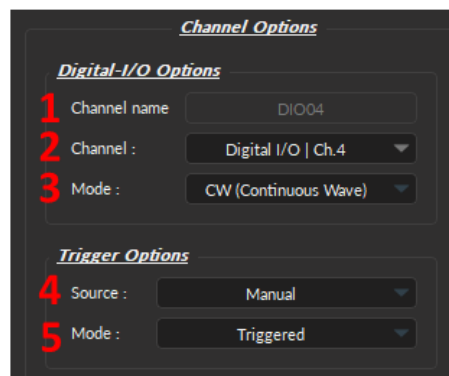 Channel Options
Digital-I/O Options
1 Channel name DIO04
2 Channel : Digital I/O | Ch.4
3 Mode : CW (Continuous Wave)
Trigger Options
4 Source : Manual
5 Mode : Triggered